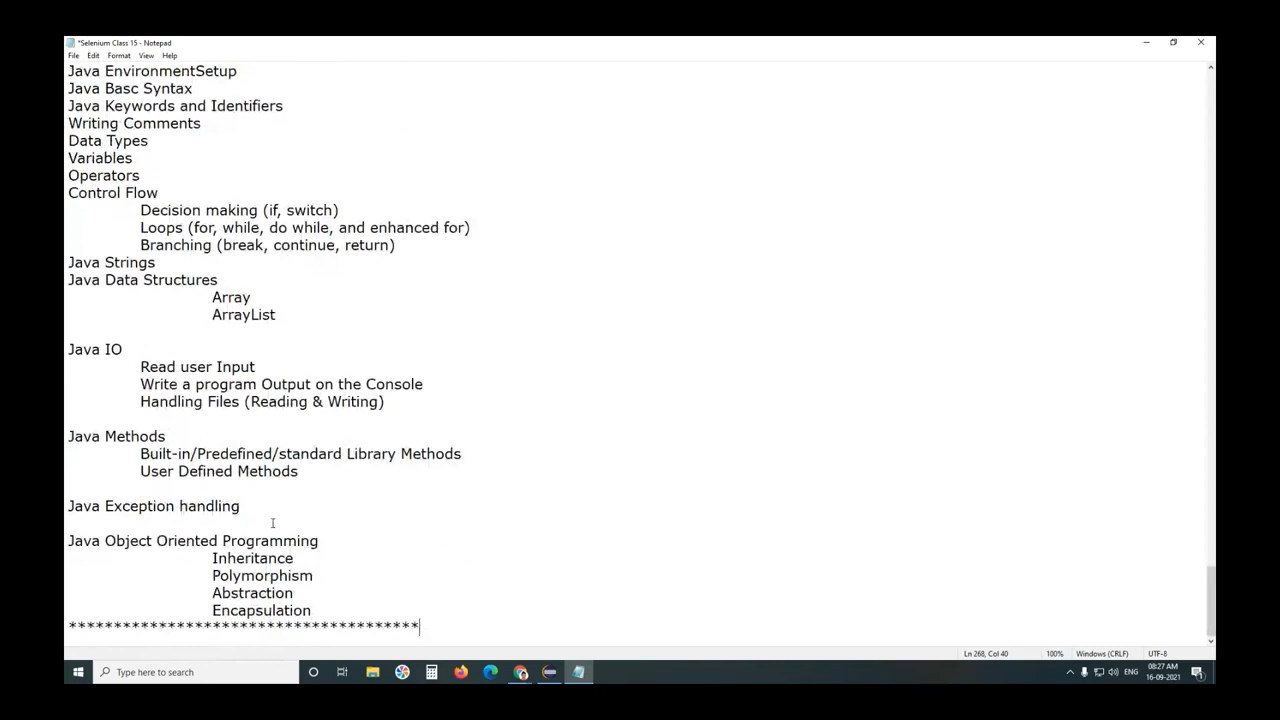 *Selenium Class 15 - Notepad
File Edit Format View Help
Java EnvironmentSetup
Java Basc Syntax
Java Keywords and Identifiers
Writing Comments
Data Types
Variables
Operators
Control Flow
Decision making (if, switch)
Loops (for, while, do while, and enhanced for)
Branching (break, continue, return)
Java Strings
Java Data Structures
Array
ArrayList
Java IO
Read user Input
Write a program Output on the Console
Handling Files (Reading & Writing)
Java Methods
Built-in/Predefined/standard Library Methods
User Defined Methods
Java Exception handling
Java Object Oriented Programming
Inheritance
Polymorphism
Abstraction
Encapsulation
***************************************
Ln 268, Col 40 100% Windows (CRLF) UTF-8
Type here to search
ENG
08:27 AM
16-09-2021